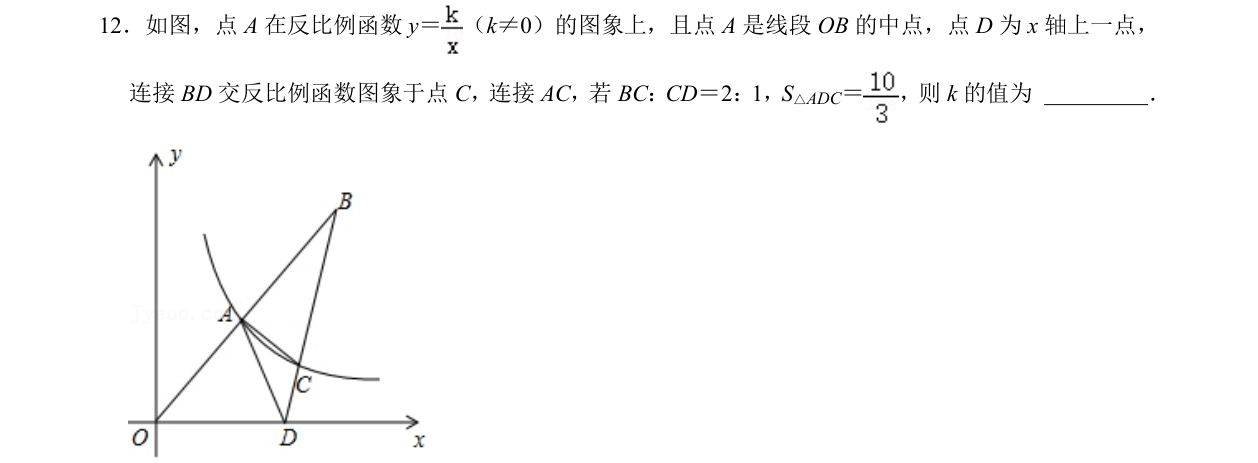 12．如图，点 A 在反比例函数 y=k/x（k≠0）的图象上，且点 A 是线段 OB 的中点，点 D 为 x 轴上一点，
连接 BD 交反比例函数图象于点 C，连接 AC，若 BC：CD＝2：1，S△ADC=10/3，则 k 的值为 ________．
y
B
A
C
O
D
x